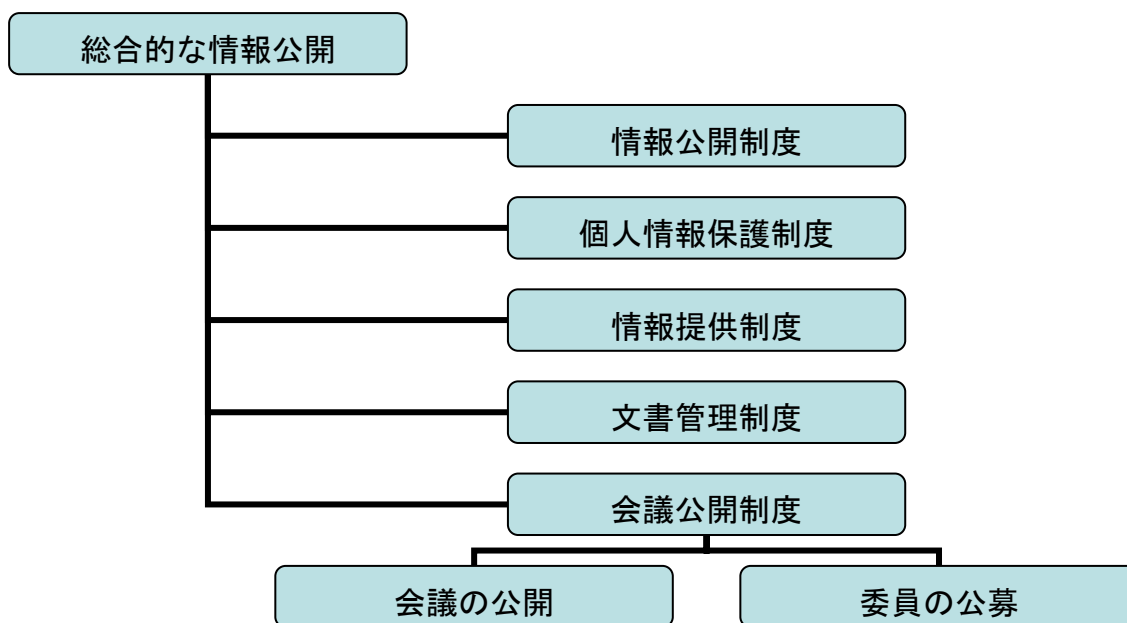 総合的な情報公開
情報公開制度
個人情報保護制度
情報提供制度
文書管理制度
会議公開制度
会議の公開
委員の公募